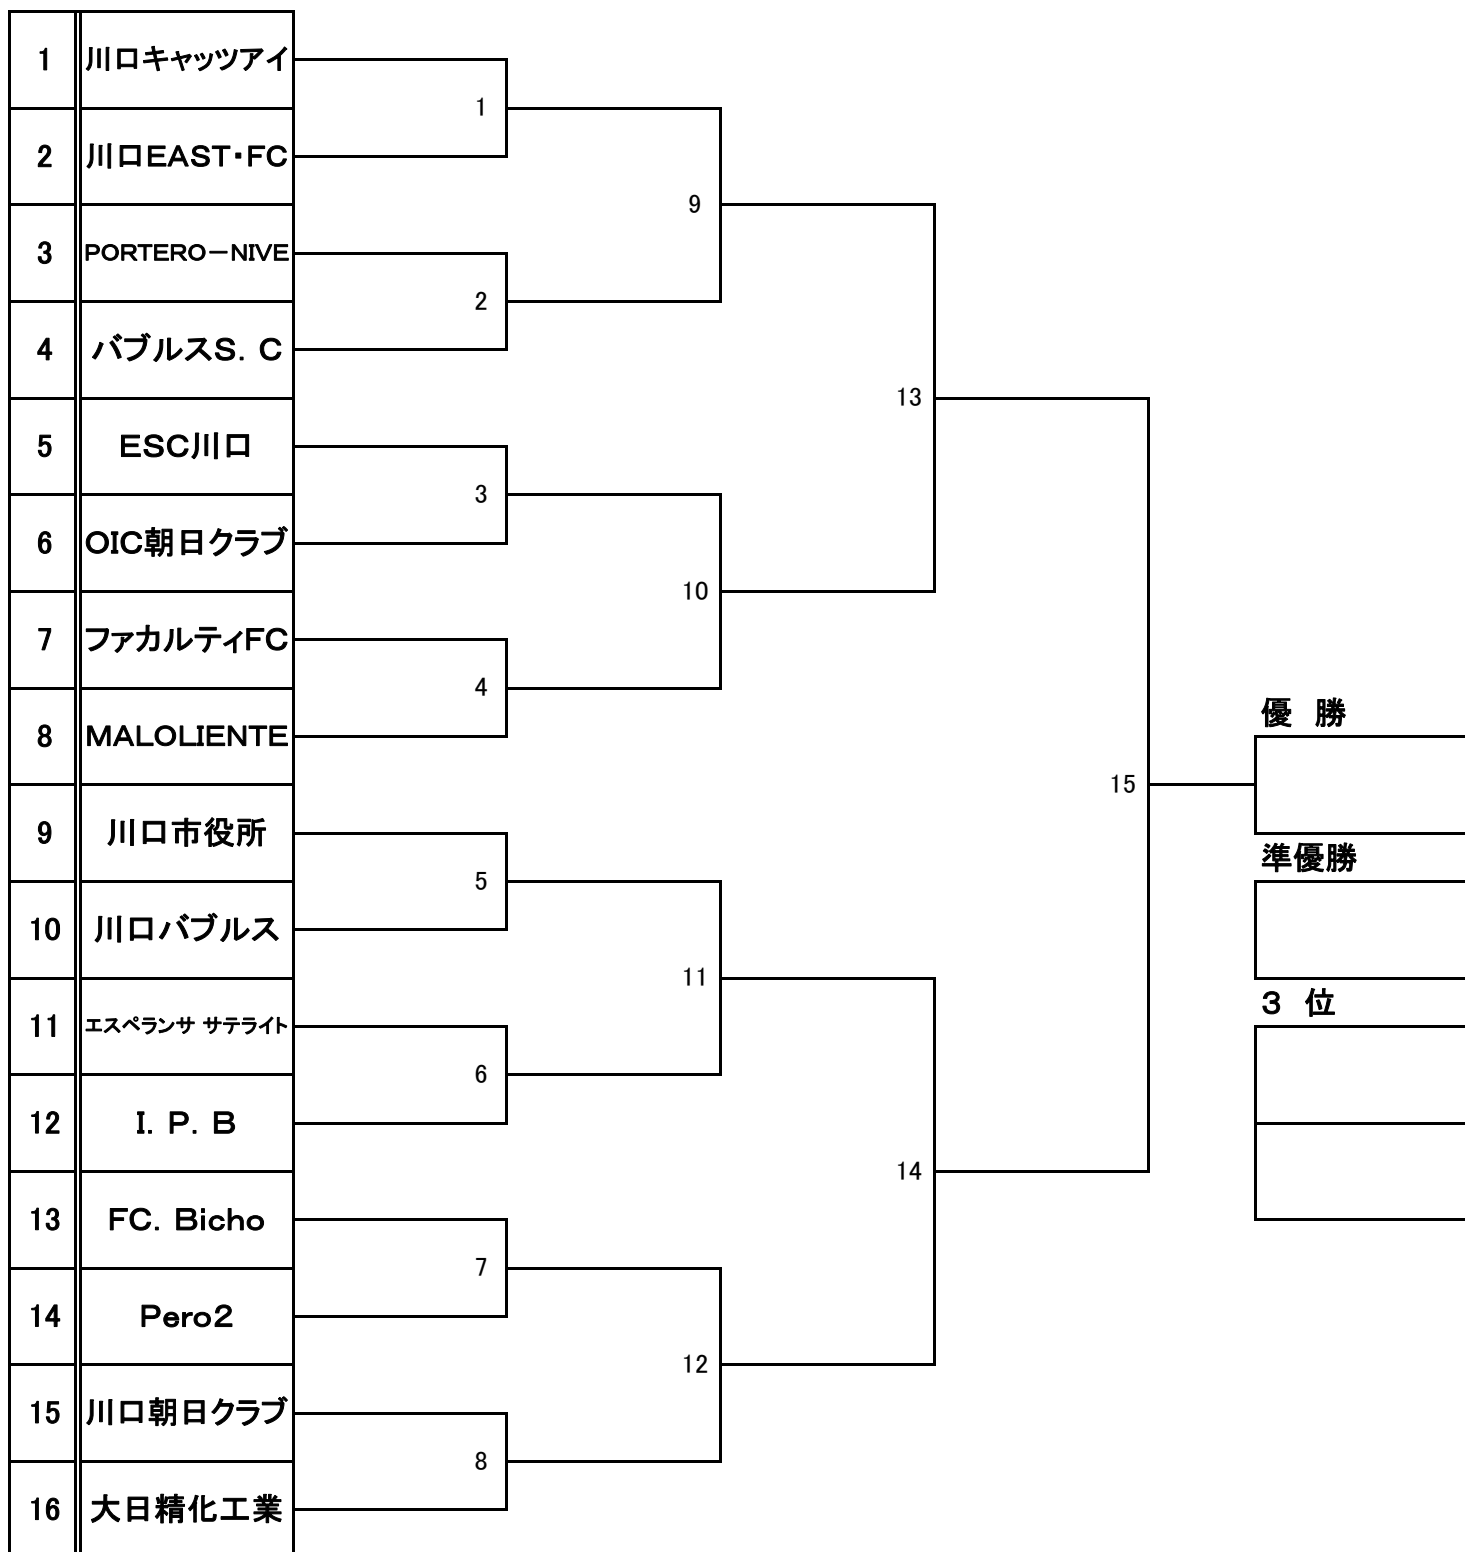 1 川口キャッツアイ
1
2 川口EAST・FC
9
3 PORTERO－NIVE
2
4 バブルスS．C
13
5 ESC川口
3
6 OIC朝日クラブ
10
7 ファカルティFC
4
8 MALOLIENTE
優　勝
15
9 川口市役所
準優勝
5
10 川口バブルス
11
3　位
11 エスペランサ サテライト
6
12 I．P．B
14
13 FC．Bicho
7
14 Pero2
12
15 川口朝日クラブ
8
16 大日精化工業